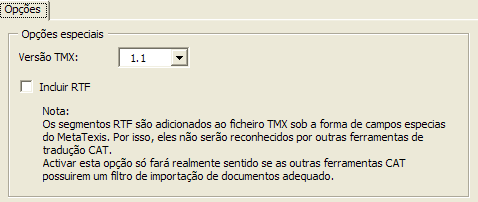 Opções
Opções especiais
Versão TMX:  1.1
Incluir RTF
Nota:
Os segmentos RTF são adicionados ao ficheiro TMX sob a forma de campos especias
do MetaTexis. Por isso, eles não serão reconhecidos por outras ferramentas de
tradução CAT.
Activar esta opção só fará realmente sentido se as outras ferramentas CAT
possuirem um filtro de importação de documentos adequado.